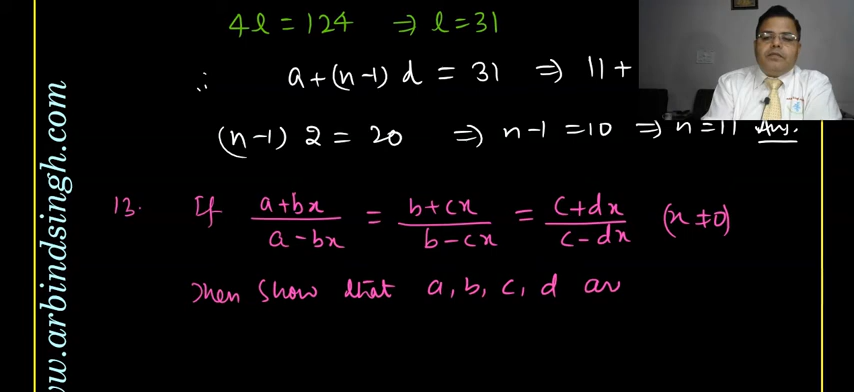 4l = 124 ⇒ l = 31
∴ a + (n-1) d = 31 ⇒ 11 +
(n-1) 2 = 20 ⇒ n-1 = 10 ⇒ n = 11 Ans.
13. If (a+bx)/(a-bx) = (b+cx)/(b-cx) = (c+dx)/(c-dx) (x ≠ 0)
Then show that a, b, c, d ar
www.arbindsingh.com